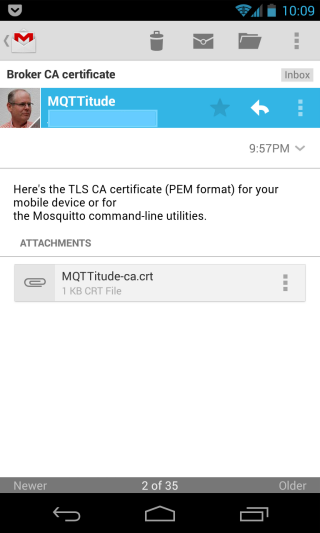 10:09
Broker CA certificate
Inbox
MQTTitude
9:57PM
Here's the TLS CA certificate (PEM format) for your
mobile device or for
the Mosquitto command-line utilities.
ATTACHMENTS
MQTTitude-ca.crt
1 KB CRT File
Newer
2 of 35
Older